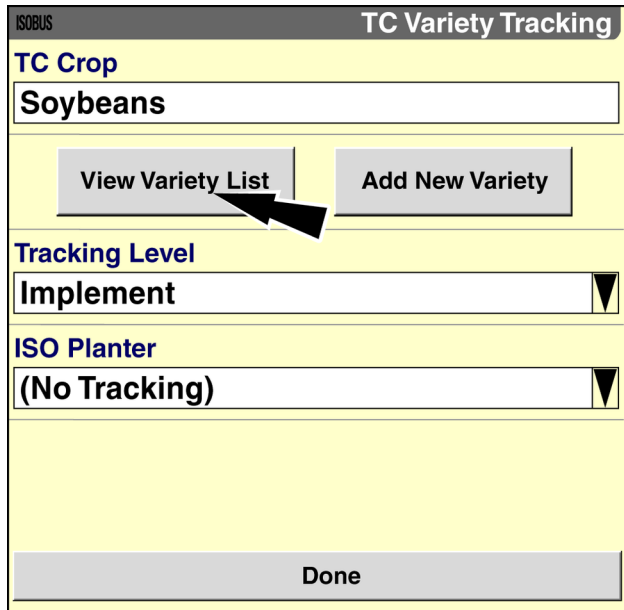 ISOBUS TC Variety Tracking
TC Crop
Soybeans
View Variety List Add New Variety
Tracking Level
Implement
ISO Planter
(No Tracking)
Done